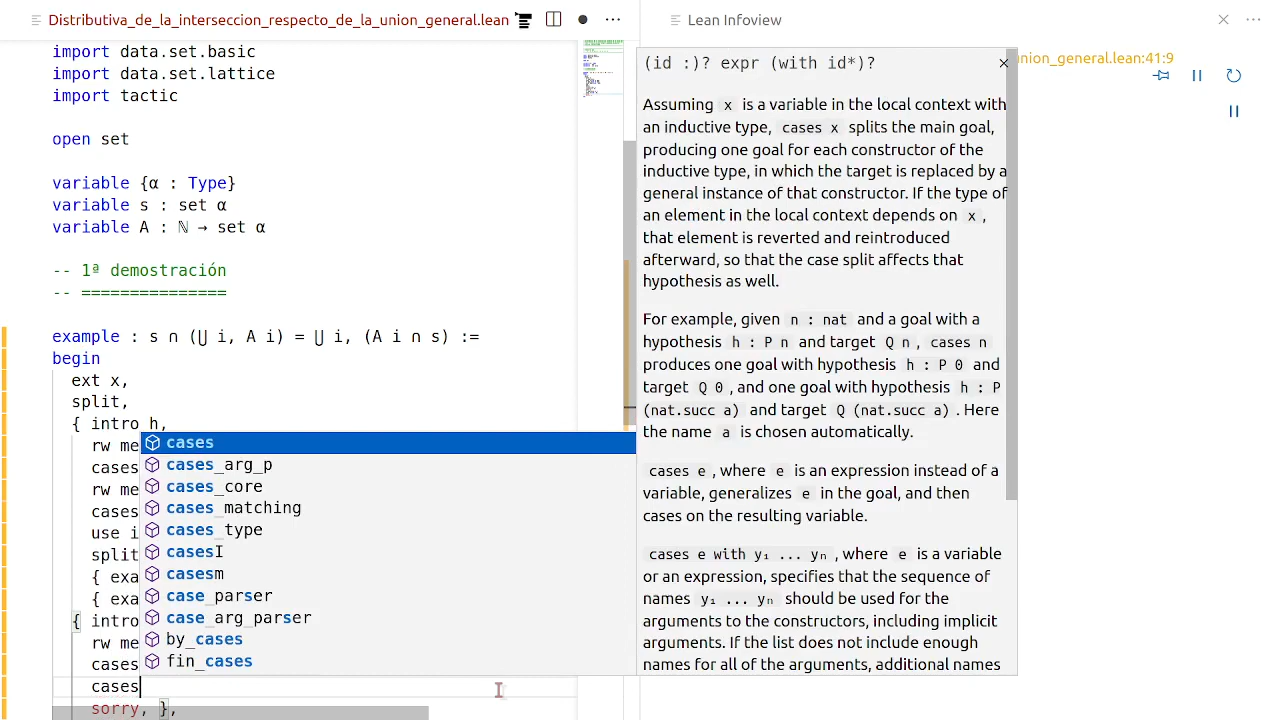 Distributiva_de_la_interseccion_respecto_de_la_union_general.lean
import data.set.basic
import data.set.lattice
import tactic
open set
variable {α : Type}
variable s : set α
variable A : ℕ → set α
-- 1ª demostración
-- ===============
example : s ∩ (⋃ i, A i) = ⋃ i, (A i ∩ s) :=
begin
ext x,
split,
{ intro h,
rw me
cases
rw me
cases
use i
split
{ exa
{ exa
{ intro
rw me
cases
cases
sorry, },
cases
cases_arg_p
cases_core
cases_matching
cases_type
casesI
casesm
case_parser
case_arg_parser
by_cases
fin_cases
(id :)? expr (with id*)?
Assuming x is a variable in the local context with
an inductive type, cases x splits the main goal,
producing one goal for each constructor of the
inductive type, in which the target is replaced by a
general instance of that constructor. If the type of
an element in the local context depends on x,
that element is reverted and reintroduced
afterward, so that the case split affects that
hypothesis as well.
For example, given n : nat and a goal with a
hypothesis h : P n and target Q n, cases n
produces one goal with hypothesis h : P 0 and
target Q 0, and one goal with hypothesis h : P
(nat.succ a) and target Q (nat.succ a). Here
the name a is chosen automatically.
cases e, where e is an expression instead of a
variable, generalizes e in the goal, and then
cases on the resulting variable.
cases e with y₁ ... yₙ, where e is a variable
or an expression, specifies that the sequence of
names y₁ ... yₙ should be used for the
arguments to the constructors, including implicit
arguments. If the list does not include enough
names for all of the arguments, additional names
Lean Infoview
union_general.lean:41:9